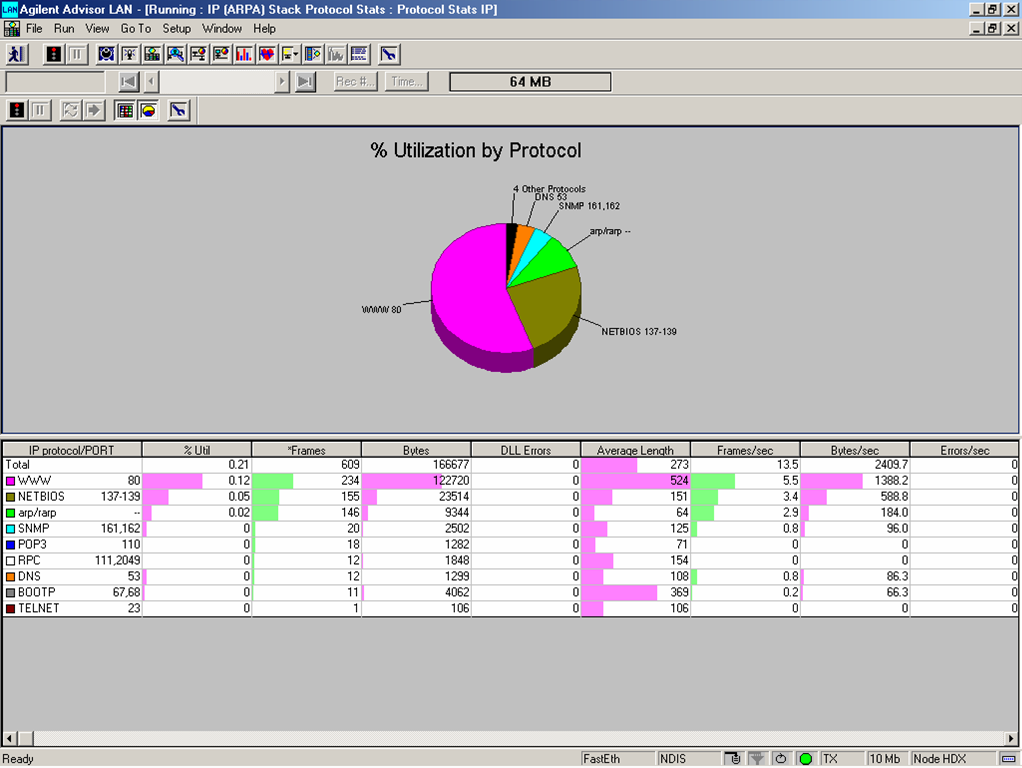 LAN Agilent Advisor LAN - [Running : IP (ARPA) Stack Protocol Stats : Protocol Stats IP]
File Run View Go To Setup Window Help
Rec #... Time... 64 MB
% Utilization by Protocol
4 Other Protocols
DNS 53
SNMP 161,162
arp/rarp --
WWW 80
NETBIOS 137-139
IP protocol/PORT % Util *Frames Bytes DLL Errors Average Length Frames/sec Bytes/sec Errors/sec
Total 0.21 609 166677 0 273 13.5 2409.7 0
WWW 80 0.12 234 122720 0 524 5.5 1388.2 0
NETBIOS 137-139 0.05 155 23514 0 151 3.4 588.8 0
arp/rarp -- 0.02 146 9344 0 64 2.9 184.0 0
SNMP 161,162 0 20 2502 0 125 0.8 96.0 0
POP3 110 0 18 1282 0 71 0 0 0
RPC 111,2049 0 12 1848 0 154 0 0 0
DNS 53 0 12 1299 0 108 0.8 86.3 0
BOOTP 67,68 0 11 4062 0 369 0.2 66.3 0
TELNET 23 0 1 106 0 106 0 0 0
Ready FastEth NDIS TX 10 Mb Node HDX